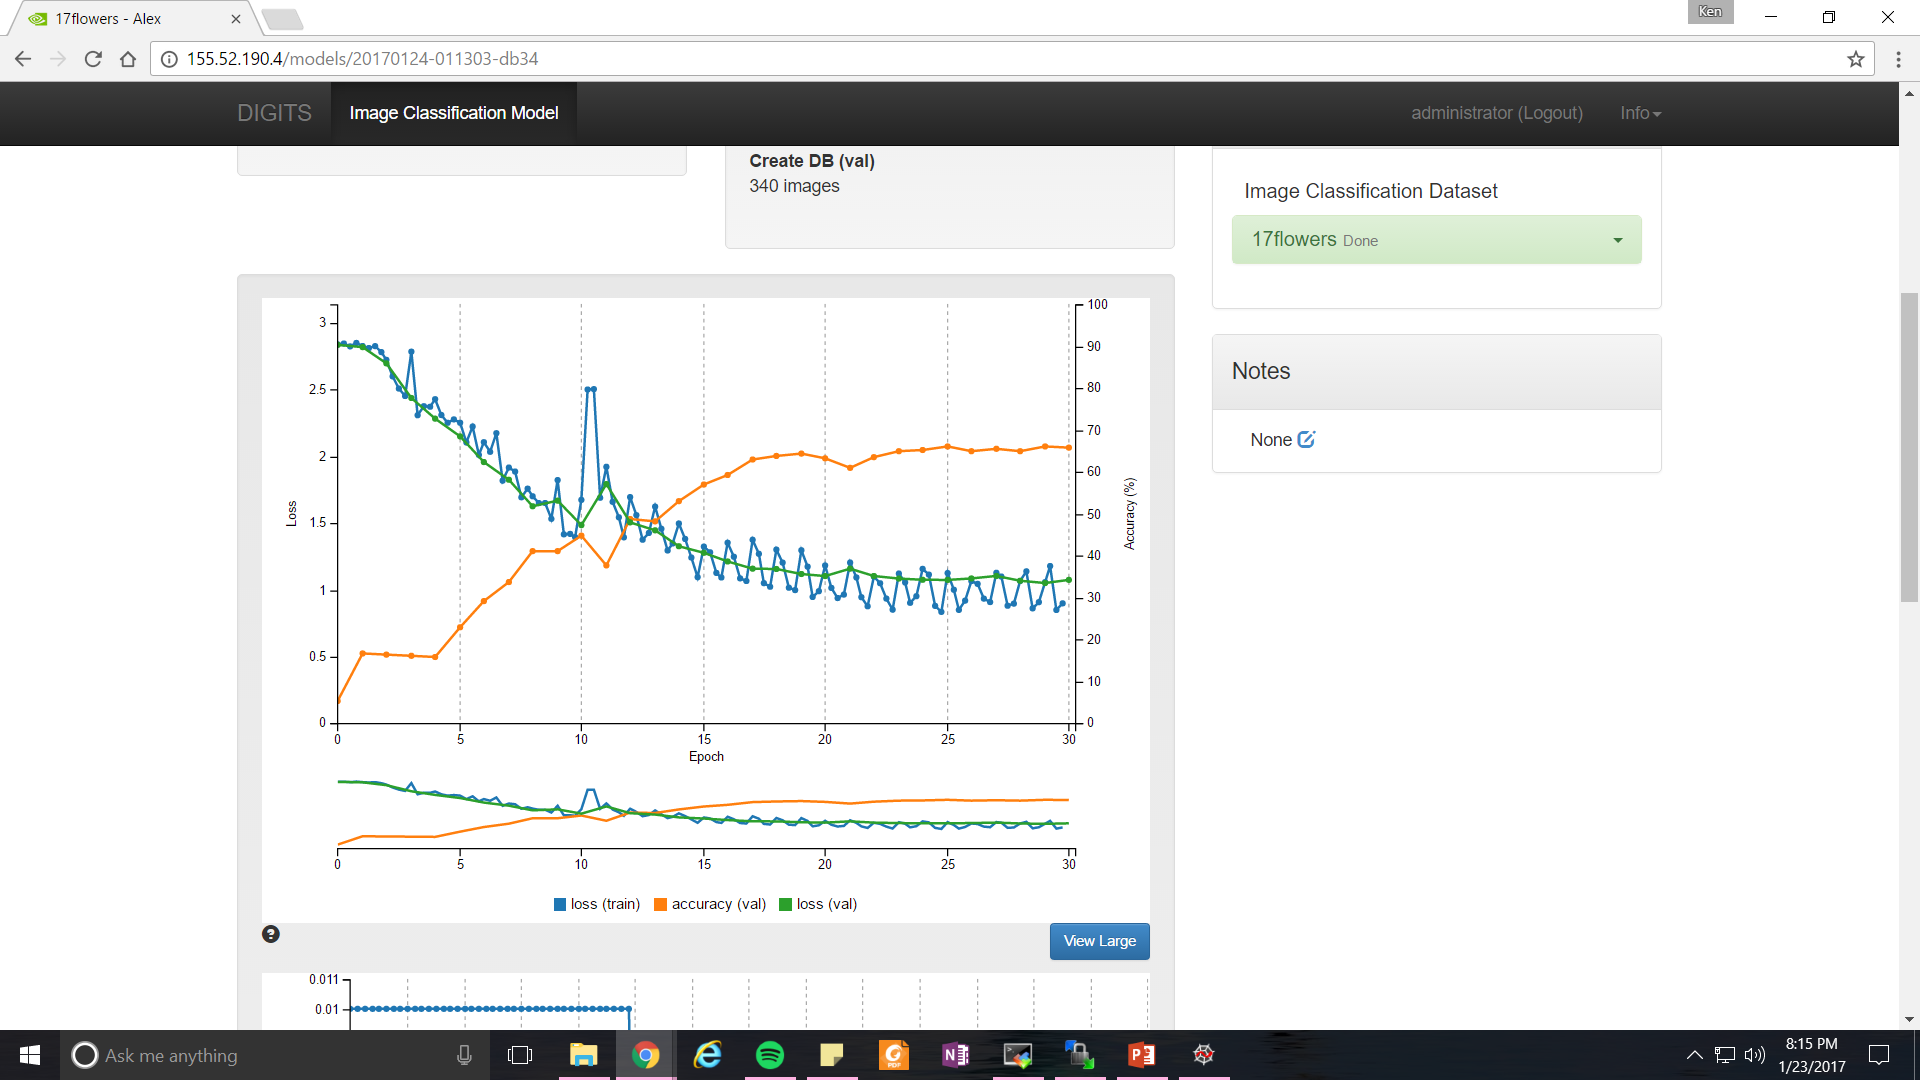 17flowers - Alex
Ken
155.52.190.4/models/20170124-011303-db34
DIGITS
Image Classification Model
administrator (Logout)
Info
Create DB (val)
340 images
Image Classification Dataset
17flowers Done
Notes
None
3
2.5
2
1.5
1
0.5
0
Loss
100
90
80
70
60
50
40
30
20
10
0
Accuracy (%)
0 5 10 15 20 25 30
Epoch
0 5 10 15 20 25 30
loss (train) accuracy (val) loss (val)
View Large
0.011
0.01
Ask me anything
8:15 PM
1/23/2017